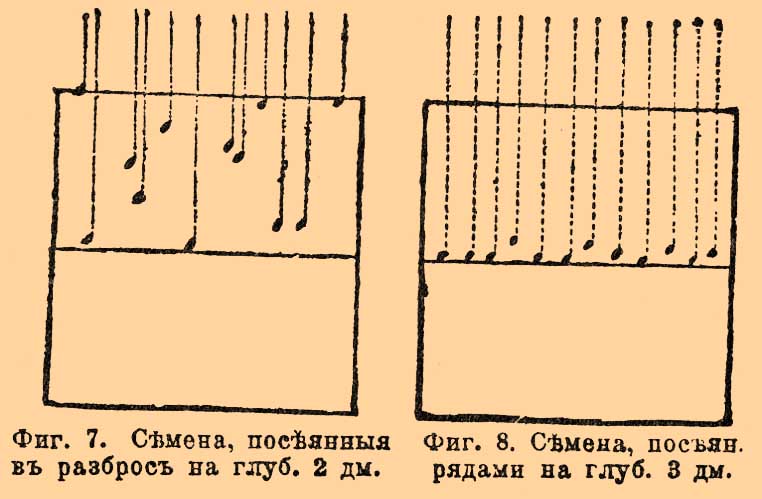 Фиг. 7. Сѣмена, посѣянныя
въ разбросъ на глуб. 2 дм.
Фиг. 8. Сѣмена, посѣян.
рядами на глуб. 3 дм.